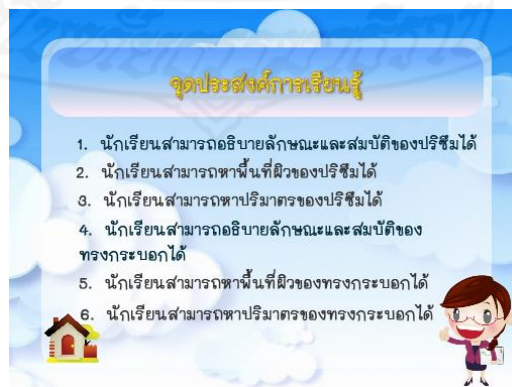 จุดประสงค์การเรียนรู้
1. นักเรียนสามารถอธิบายลักษณะและสมบัติของปริซึมได้
2. นักเรียนสามารถหาพื้นที่ผิวของปริซึมได้
3. นักเรียนสามารถหาปริมาตรของปริซึมได้
4. นักเรียนสามารถอธิบายลักษณะและสมบัติของ
ทรงกระบอกได้
5. นักเรียนสามารถหาพื้นที่ผิวของทรงกระบอกได้
6. นักเรียนสามารถหาปริมาตรของทรงกระบอกได้